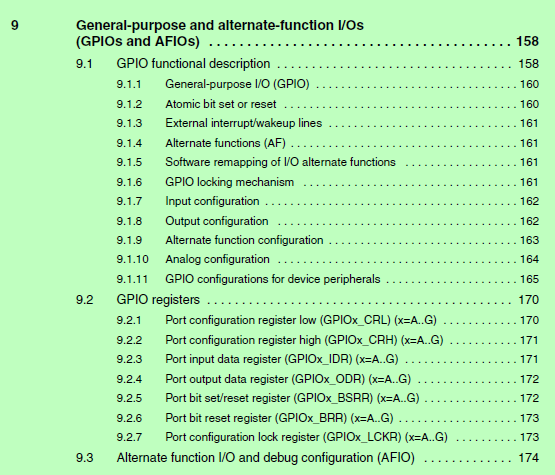 9 General-purpose and alternate-function I/Os
(GPIOs and AFIOs) . . . . . . . . . . . . . . . . . . . . . . . . . . . . . . . . . . . . . . . 158
9.1 GPIO functional description . . . . . . . . . . . . . . . . . . . . . . . . . . . . . . . . . . 158
9.1.1 General-purpose I/O (GPIO) . . . . . . . . . . . . . . . . . . . . . . . . . . . . . . . 160
9.1.2 Atomic bit set or reset . . . . . . . . . . . . . . . . . . . . . . . . . . . . . . . . . . . . 160
9.1.3 External interrupt/wakeup lines . . . . . . . . . . . . . . . . . . . . . . . . . . . . . 161
9.1.4 Alternate functions (AF) . . . . . . . . . . . . . . . . . . . . . . . . . . . . . . . . . . . 161
9.1.5 Software remapping of I/O alternate functions . . . . . . . . . . . . . . . . . 161
9.1.6 GPIO locking mechanism . . . . . . . . . . . . . . . . . . . . . . . . . . . . . . . . . 161
9.1.7 Input configuration . . . . . . . . . . . . . . . . . . . . . . . . . . . . . . . . . . . . . . . 162
9.1.8 Output configuration . . . . . . . . . . . . . . . . . . . . . . . . . . . . . . . . . . . . . 162
9.1.9 Alternate function configuration . . . . . . . . . . . . . . . . . . . . . . . . . . . . . 163
9.1.10 Analog configuration . . . . . . . . . . . . . . . . . . . . . . . . . . . . . . . . . . . . . 164
9.1.11 GPIO configurations for device peripherals . . . . . . . . . . . . . . . . . . . . 165
9.2 GPIO registers . . . . . . . . . . . . . . . . . . . . . . . . . . . . . . . . . . . . . . . . . . . . 170
9.2.1 Port configuration register low (GPIOx_CRL) (x=A..G) . . . . . . . . . . . 170
9.2.2 Port configuration register high (GPIOx_CRH) (x=A..G) . . . . . . . . . . 171
9.2.3 Port input data register (GPIOx_IDR) (x=A..G) . . . . . . . . . . . . . . . . . 171
9.2.4 Port output data register (GPIOx_ODR) (x=A..G) . . . . . . . . . . . . . . . 172
9.2.5 Port bit set/reset register (GPIOx_BSRR) (x=A..G) . . . . . . . . . . . . . . 172
9.2.6 Port bit reset register (GPIOx_BRR) (x=A..G) . . . . . . . . . . . . . . . . . . 173
9.2.7 Port configuration lock register (GPIOx_LCKR) (x=A..G) . . . . . . . . . 173
9.3 Alternate function I/O and debug configuration (AFIO) . . . . . . . . . . . . . 174